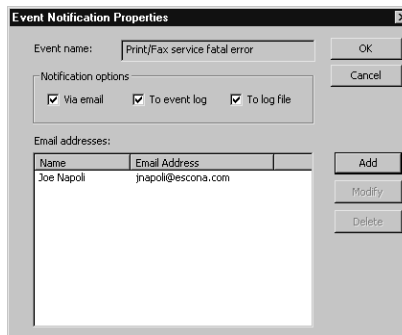 Event Notification Properties
Event name: Print/Fax service fatal error
OK
Cancel
Notification options
Via email To event log To log file
Email addresses:
Name Email Address
Joe Napoli jnapoli@escona.com
Add
Modify
Delete